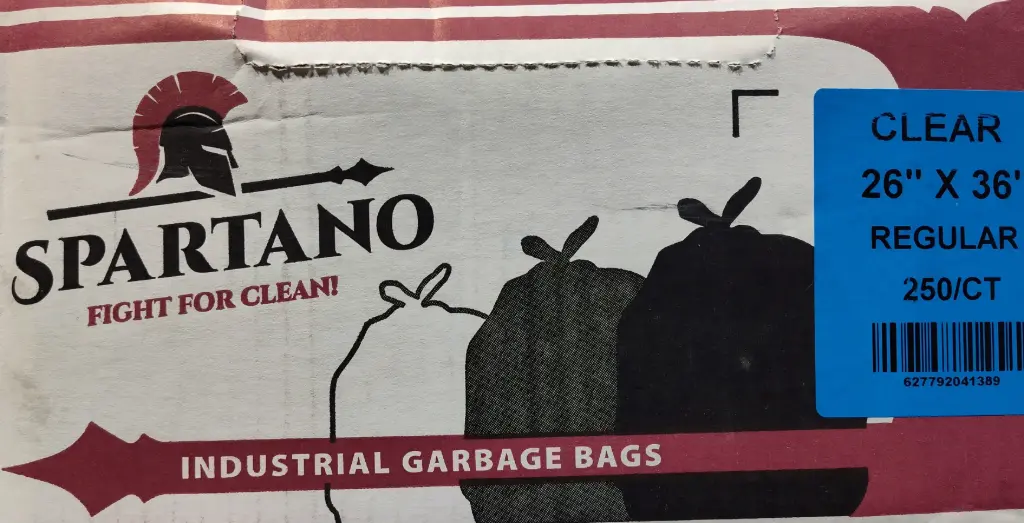 SPARTANO
FIGHT FOR CLEAN!
INDUSTRIAL GARBAGE BAGS
CLEAR
26" X 36"
REGULAR
250/CT
627792041389